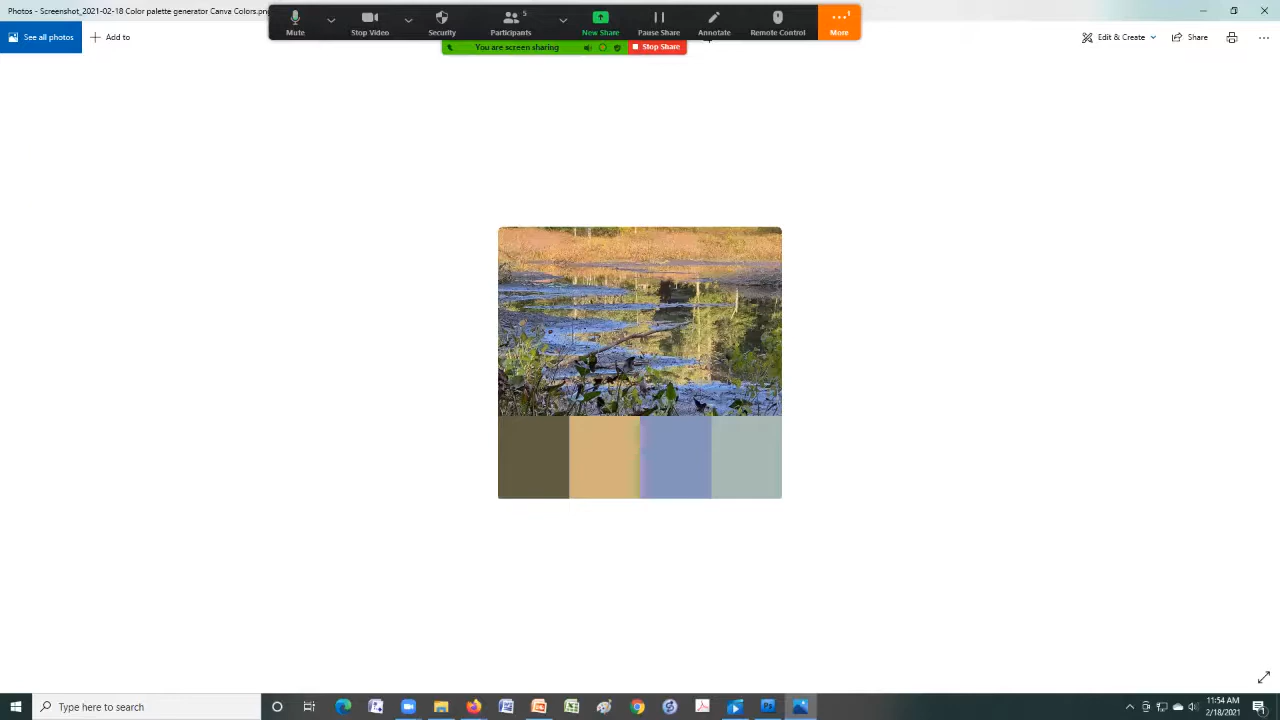 Photos - Screenshot_2021-02-18 Color palette generator Canva Colors.png
See all photos
Add to
Mute
Stop Video
Security
Participants
5
New Share
Pause Share
Annotate
Remote Control
More
1
You are screen sharing
Stop Share
Edit & Create
Share
Type here to search
11:54 AM
2/18/2021